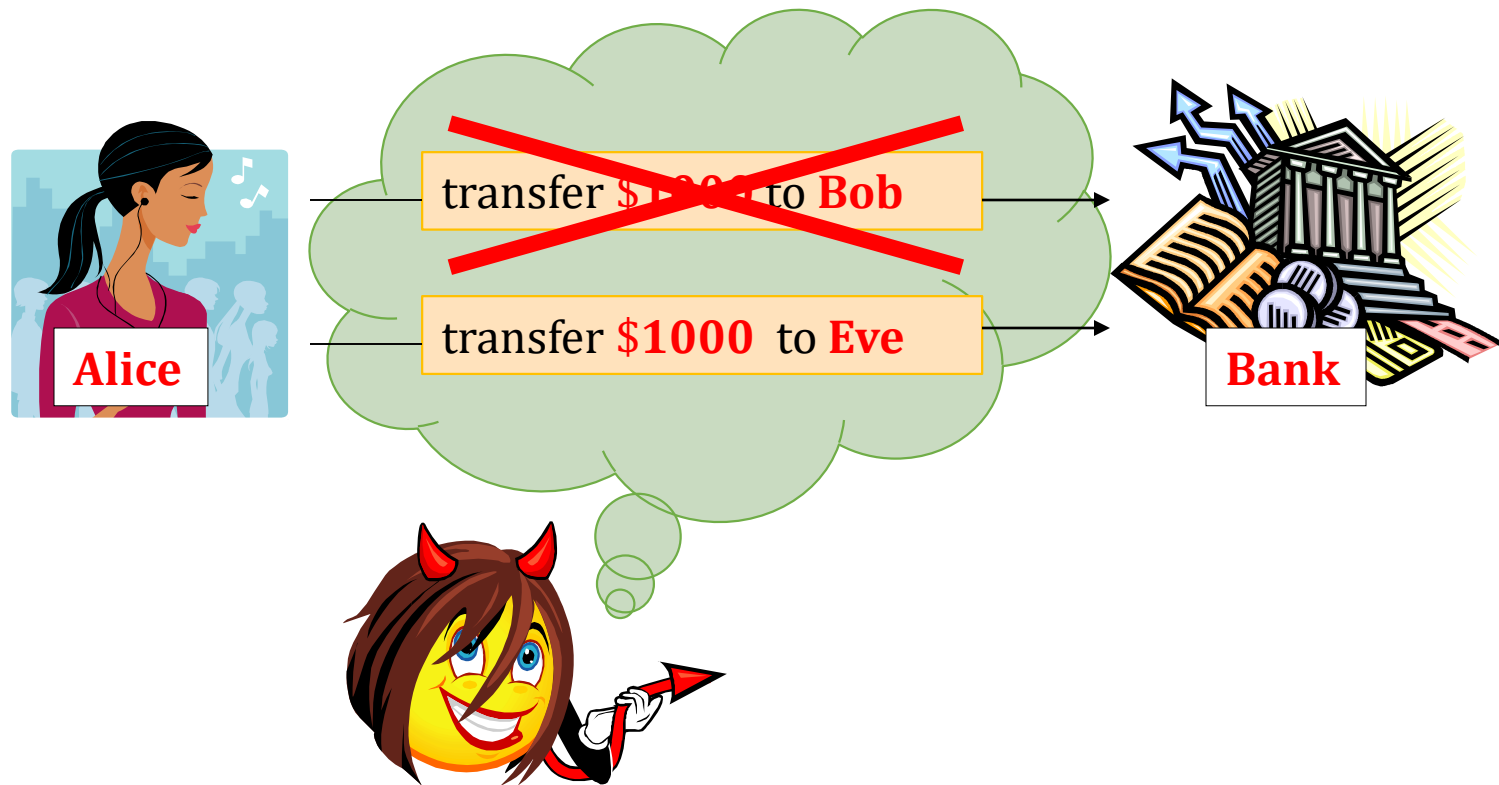 transfer $1000 to Bob
transfer $1000 to Eve
Alice
Bank